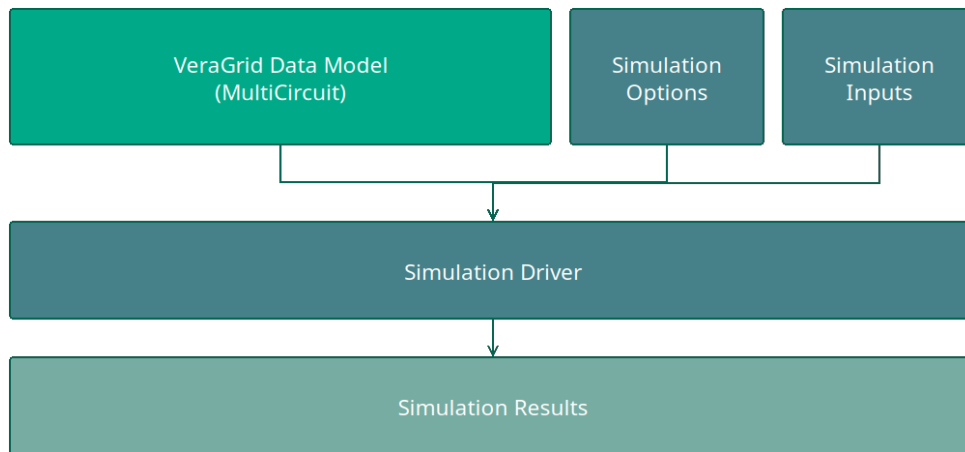 VeraGrid Data Model
(MultiCircuit)
Simulation
Options
Simulation
Inputs
Simulation Driver
Simulation Results